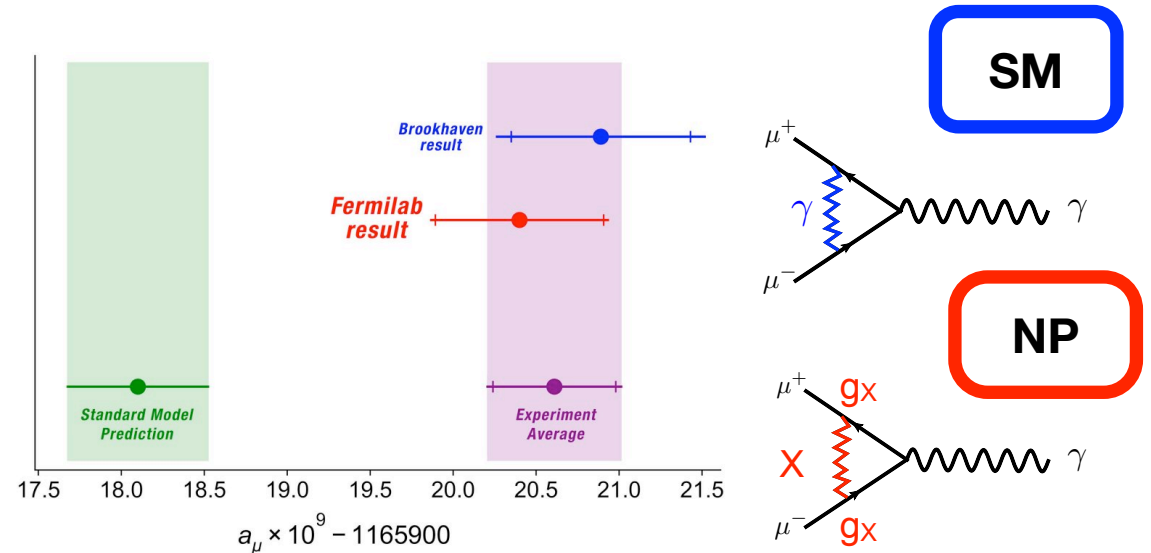 Brookhaven
result
Fermilab
result
Standard Model
Prediction
Experiment
Average
17.5 18.0 18.5 19.0 19.5 20.0 20.5 21.0 21.5
aμ × 10⁹ − 1165900
SM
μ⁺
γ γ
μ⁻
NP
μ⁺ gX
X γ
μ⁻ gX